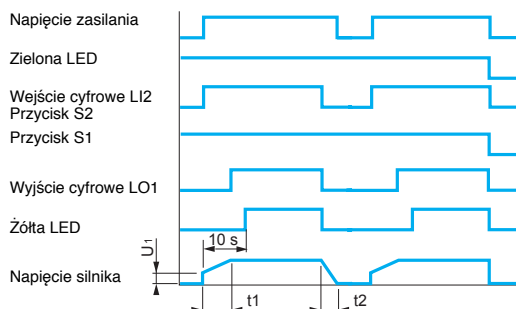 Napięcie zasilania
Zielona LED
Wejście cyfrowe LI2
Przycisk S2
Przycisk S1
Wyjście cyfrowe LO1
Żółta LED
10 s
U1
Napięcie silnika
t1
t2